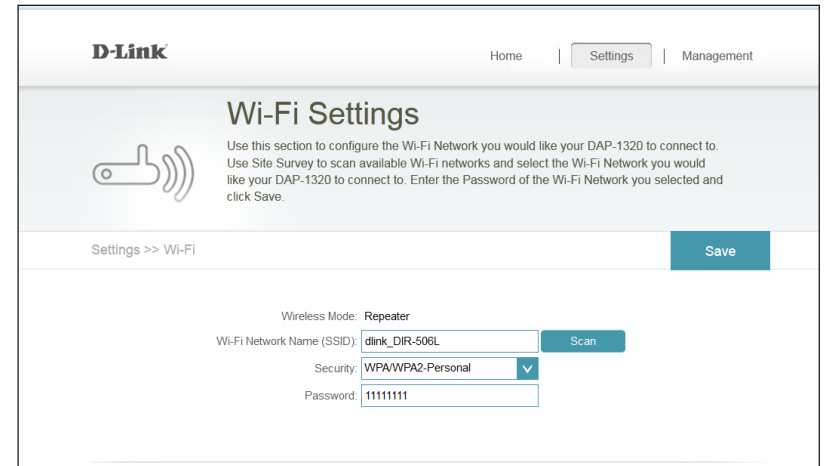 D-Link
Home | Settings | Management
Wi-Fi Settings
Use this section to configure the Wi-Fi Network you would like your DAP-1320 to connect to.
Use Site Survey to scan available Wi-Fi networks and select the Wi-Fi Network you would
like your DAP-1320 to connect to. Enter the Password of the Wi-Fi Network you selected and
click Save.
Settings >> Wi-Fi
Save
Wireless Mode: Repeater
Wi-Fi Network Name (SSID): dlink_DIR-506L Scan
Security: WPA/WPA2-Personal
Password: 11111111